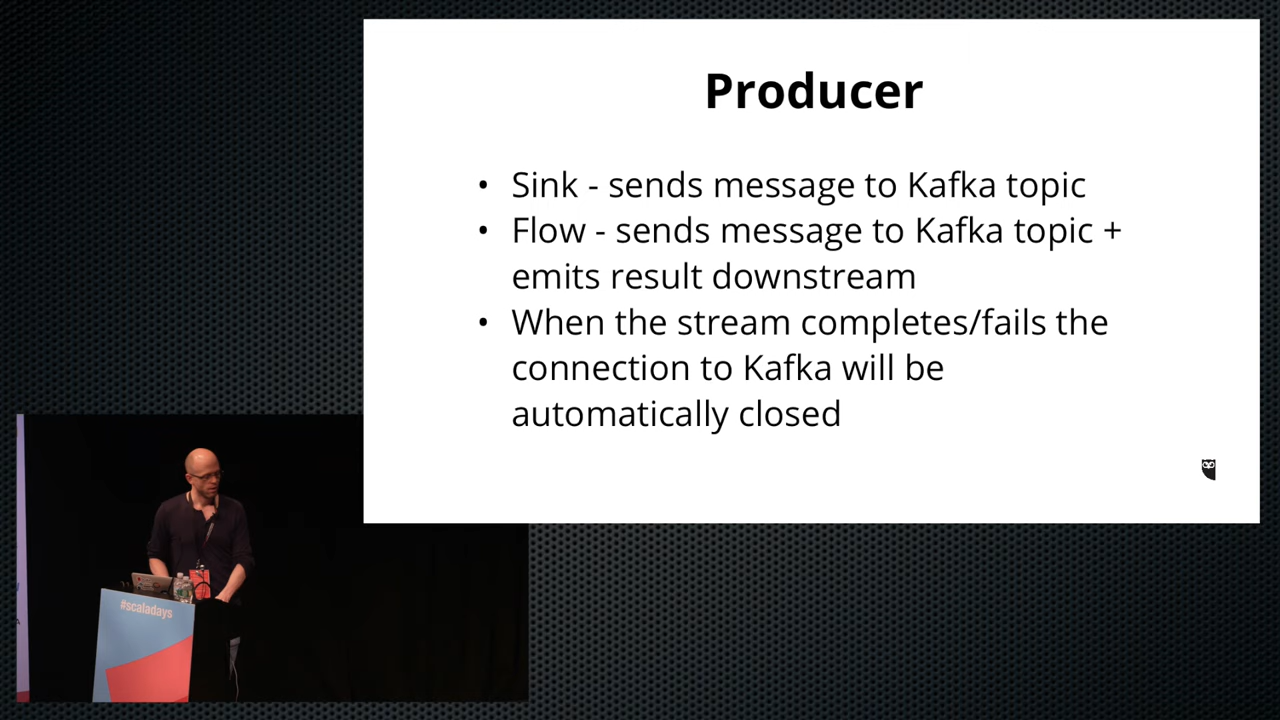 Producer
• Sink - sends message to Kafka topic
• Flow - sends message to Kafka topic +
emits result downstream
• When the stream completes/fails the
connection to Kafka will be
automatically closed
#scaladays